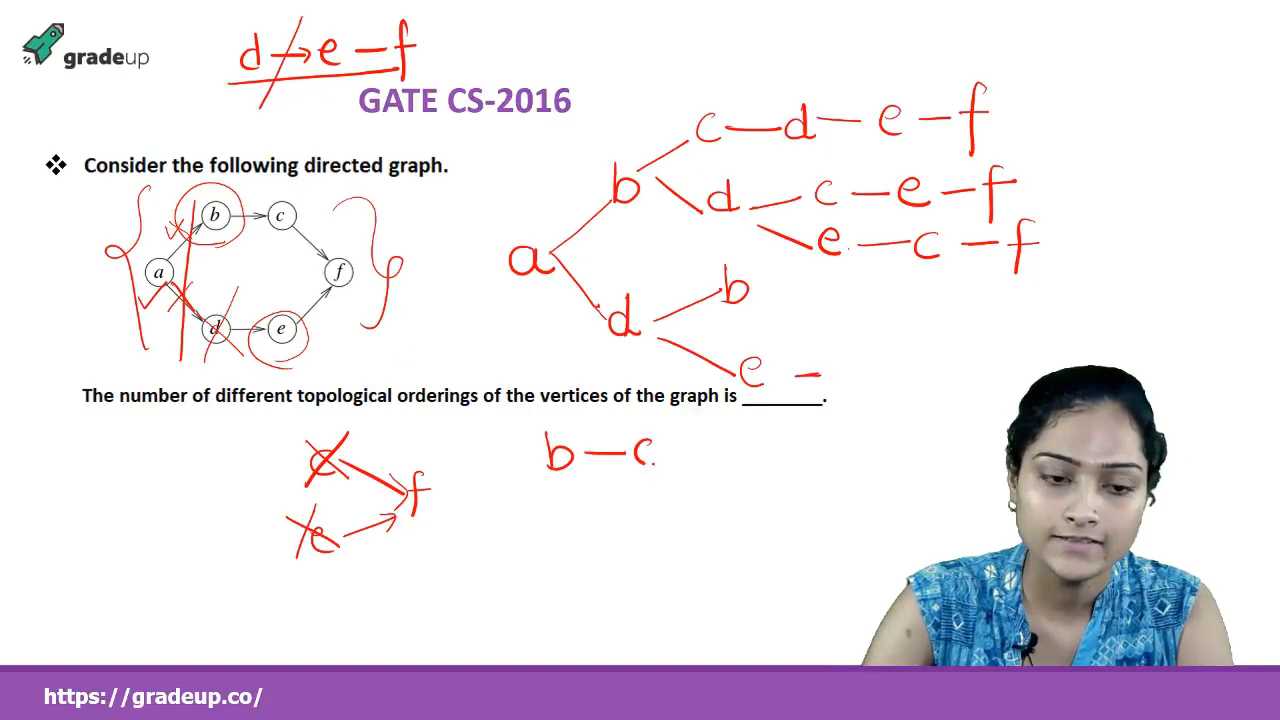 gradeup
d → e - f
GATE CS-2016
❖ Consider the following directed graph.
b c
a f
d e
a
b
c - d - e - f
d
c - e - f
e - c - f
d
b
e -
The number of different topological orderings of the vertices of the graph is ________.
b - c
f
e
https://gradeup.co/